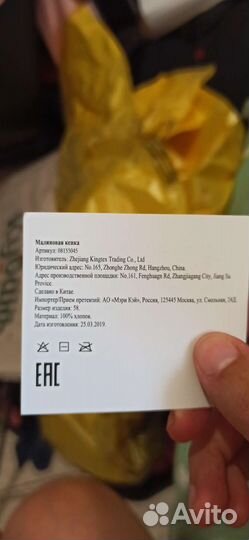 Малиновая кепка
Артикул: 08155045
Изготовитель: Zhejiang Kingtex Trading Co., Ltd
Юридический адрес: No.165, Zhonghe Zhong Rd, Hangzhou, China.
Адрес производственной площадки: No.161, Fenghuagn Rd, Zhangjiagang City, Jiang Su
Provice.
Сделано в Китае.
Импортер/Прием претензий: АО «Мэри Кэй», Россия, 125445 Москва, ул. Смольная, 24Д.
Размер изделия: 58.
Материал: 100% хлопок.
Дата изготовления: 25.03.2019.
EAC
Avito